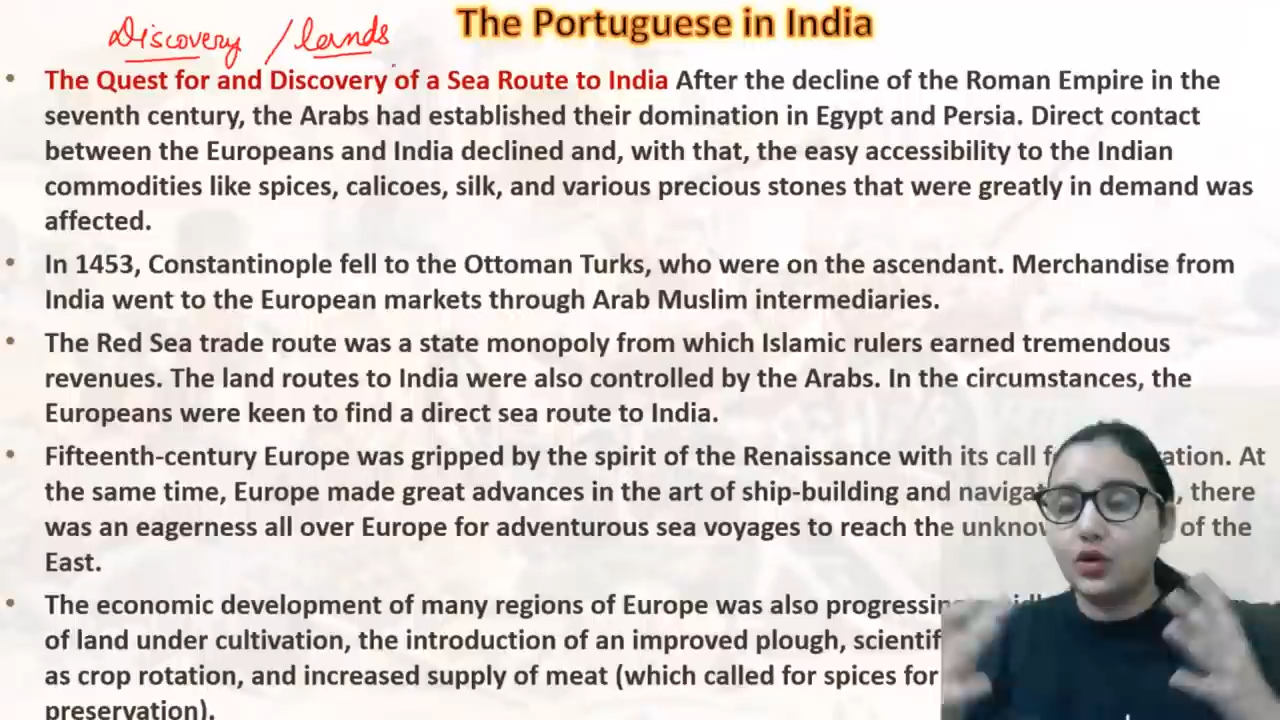 The Portuguese in India
Discovery / lands
• The Quest for and Discovery of a Sea Route to India After the decline of the Roman Empire in the
seventh century, the Arabs had established their domination in Egypt and Persia. Direct contact
between the Europeans and India declined and, with that, the easy accessibility to the Indian
commodities like spices, calicoes, silk, and various precious stones that were greatly in demand was
affected.
• In 1453, Constantinople fell to the Ottoman Turks, who were on the ascendant. Merchandise from
India went to the European markets through Arab Muslim intermediaries.
• The Red Sea trade route was a state monopoly from which Islamic rulers earned tremendous
revenues. The land routes to India were also controlled by the Arabs. In the circumstances, the
Europeans were keen to find a direct sea route to India.
• Fifteenth-century Europe was gripped by the spirit of the Renaissance with its call At
the same time, Europe made great advances in the art of ship-building and there
was an eagerness all over Europe for adventurous sea voyages to reach the of the
East.
• The economic development of many regions of Europe was also
of land under cultivation, the introduction of an improved plough,
as crop rotation, and increased supply of meat (which called for spices for
preservation).